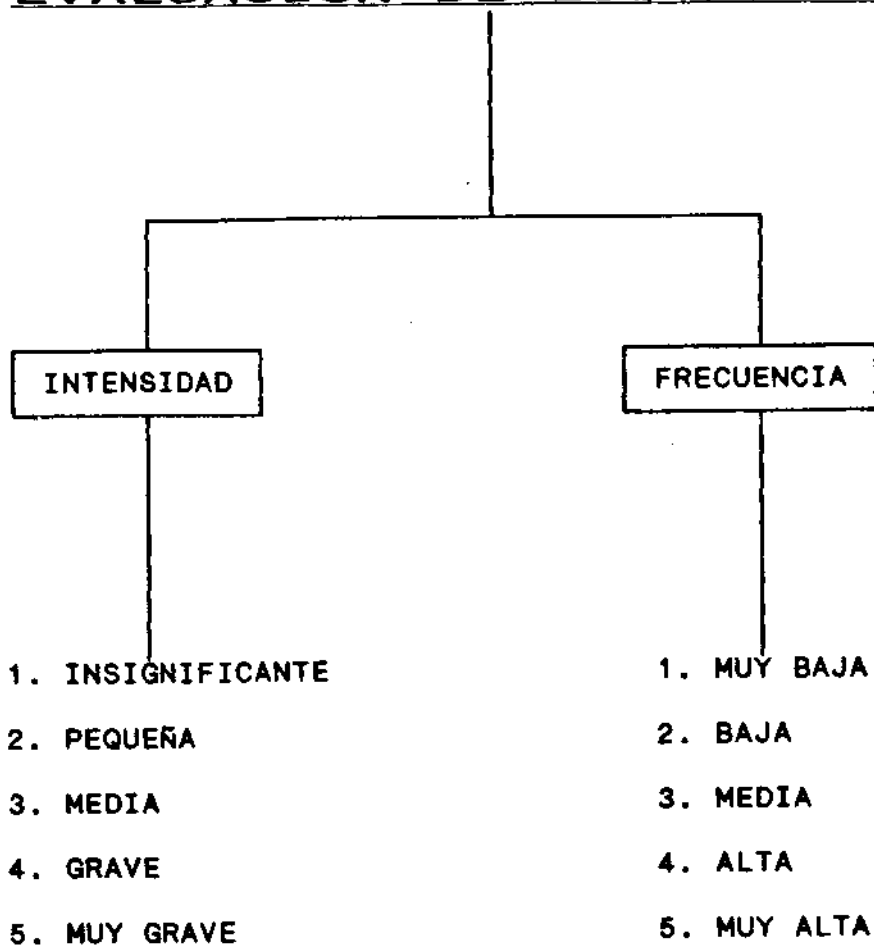 INTENSIDAD
FRECUENCIA
1. INSIGNIFICANTE
2. PEQUEÑA
3. MEDIA
4. GRAVE
5. MUY GRAVE
1. MUY BAJA
2. BAJA
3. MEDIA
4. ALTA
5. MUY ALTA